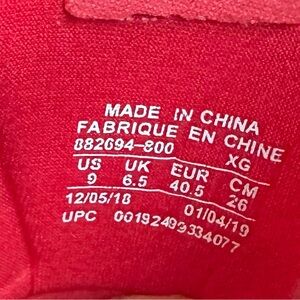 MADE IN CHINA
FABRIQUE EN CHINE
882694-800 XG
US UK EUR CM
9 6.5 40.5 26
12/05/18 01/04/19
UPC 00192499334077